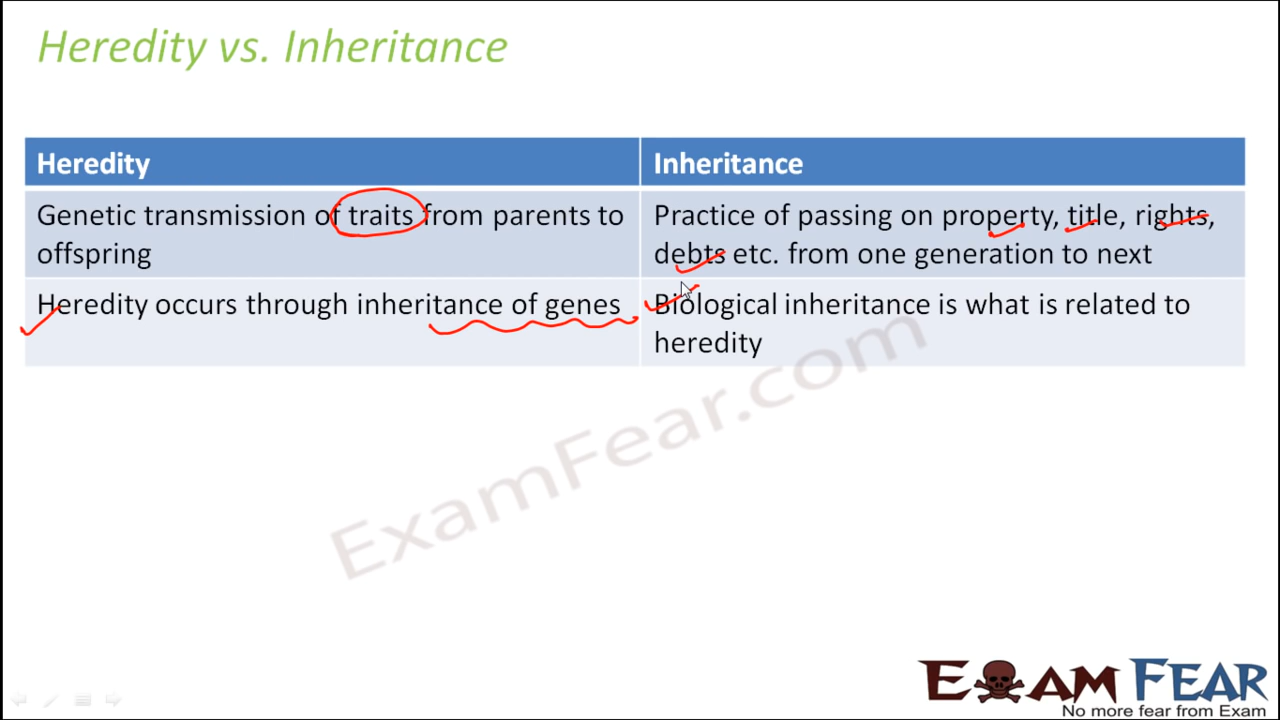 Heredity vs. Inheritance
Heredity
Inheritance
Genetic transmission of traits from parents to
offspring
Practice of passing on property, title, rights,
debts etc. from one generation to next
Heredity occurs through inheritance of genes
Biological inheritance is what is related to
heredity
ExamFear.com
EXAM FEAR
No more fear from Exam